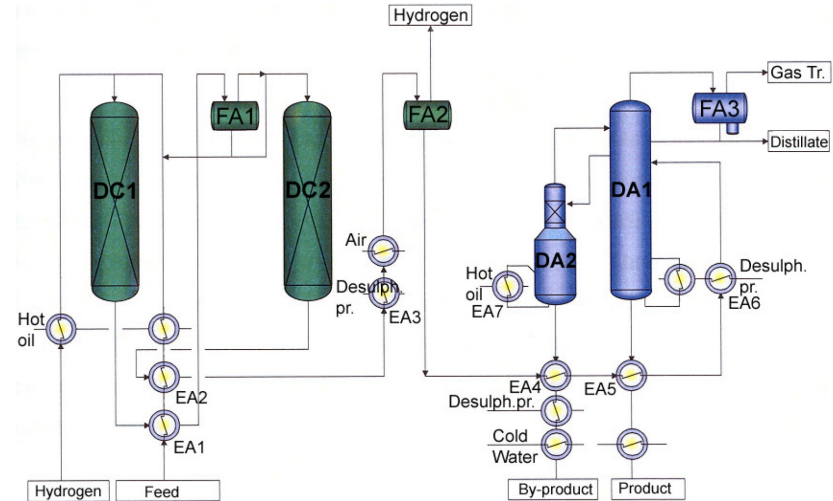 Hydrogen
Gas Tr.
FA1
FA2
FA3
Distillate
DC1
DC2
DA1
Air
DA2
Hot
oil
EA7
Desulph.
pr.
EA6
Desulph.
pr.
EA3
Hot
oil
EA2
EA4
EA5
Desulph.pr.
EA1
Cold
Water
Hydrogen
Feed
By-product
Product